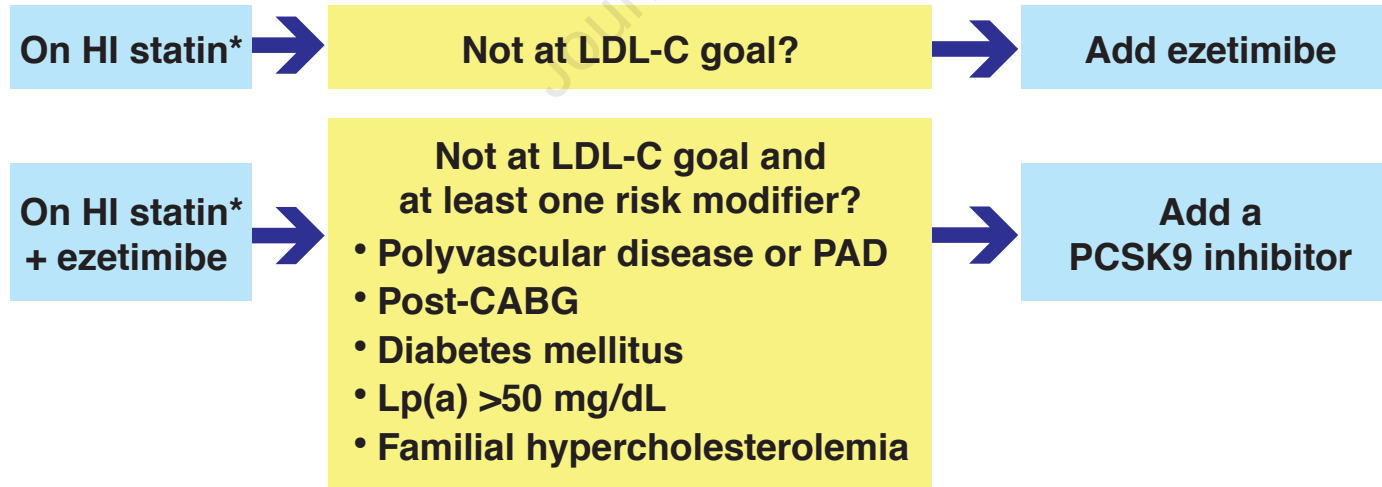 On HI statin*
Not at LDL-C goal?
Add ezetimibe
On HI statin*
+ ezetimibe
Not at LDL-C goal and
at least one risk modifier?
• Polyvascular disease or PAD
• Post-CABG
• Diabetes mellitus
• Lp(a) >50 mg/dL
• Familial hypercholesterolemia
Add a
PCSK9 inhibitor